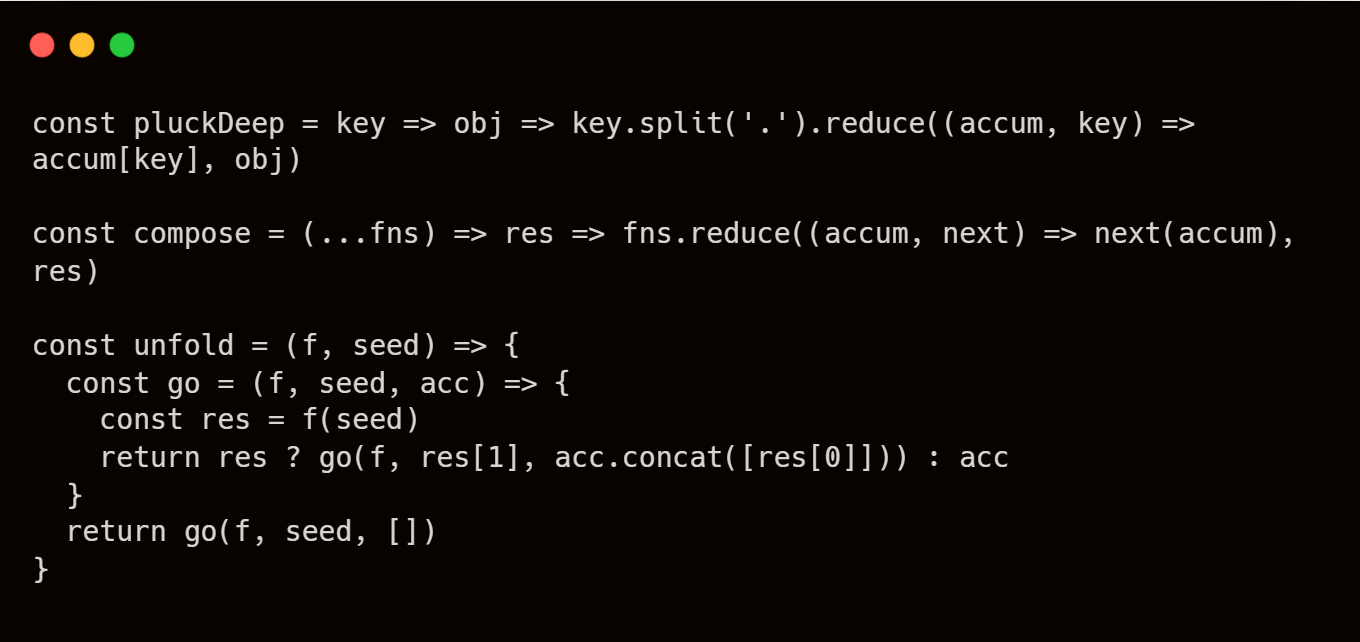 const pluckDeep = key => obj => key.split('.').reduce((accum, key) =>
accum[key], obj)

const compose = (...fns) => res => fns.reduce((accum, next) => next(accum),
res)

const unfold = (f, seed) => {
  const go = (f, seed, acc) => {
    const res = f(seed)
    return res ? go(f, res[1], acc.concat([res[0]])) : acc
  }
  return go(f, seed, [])
}